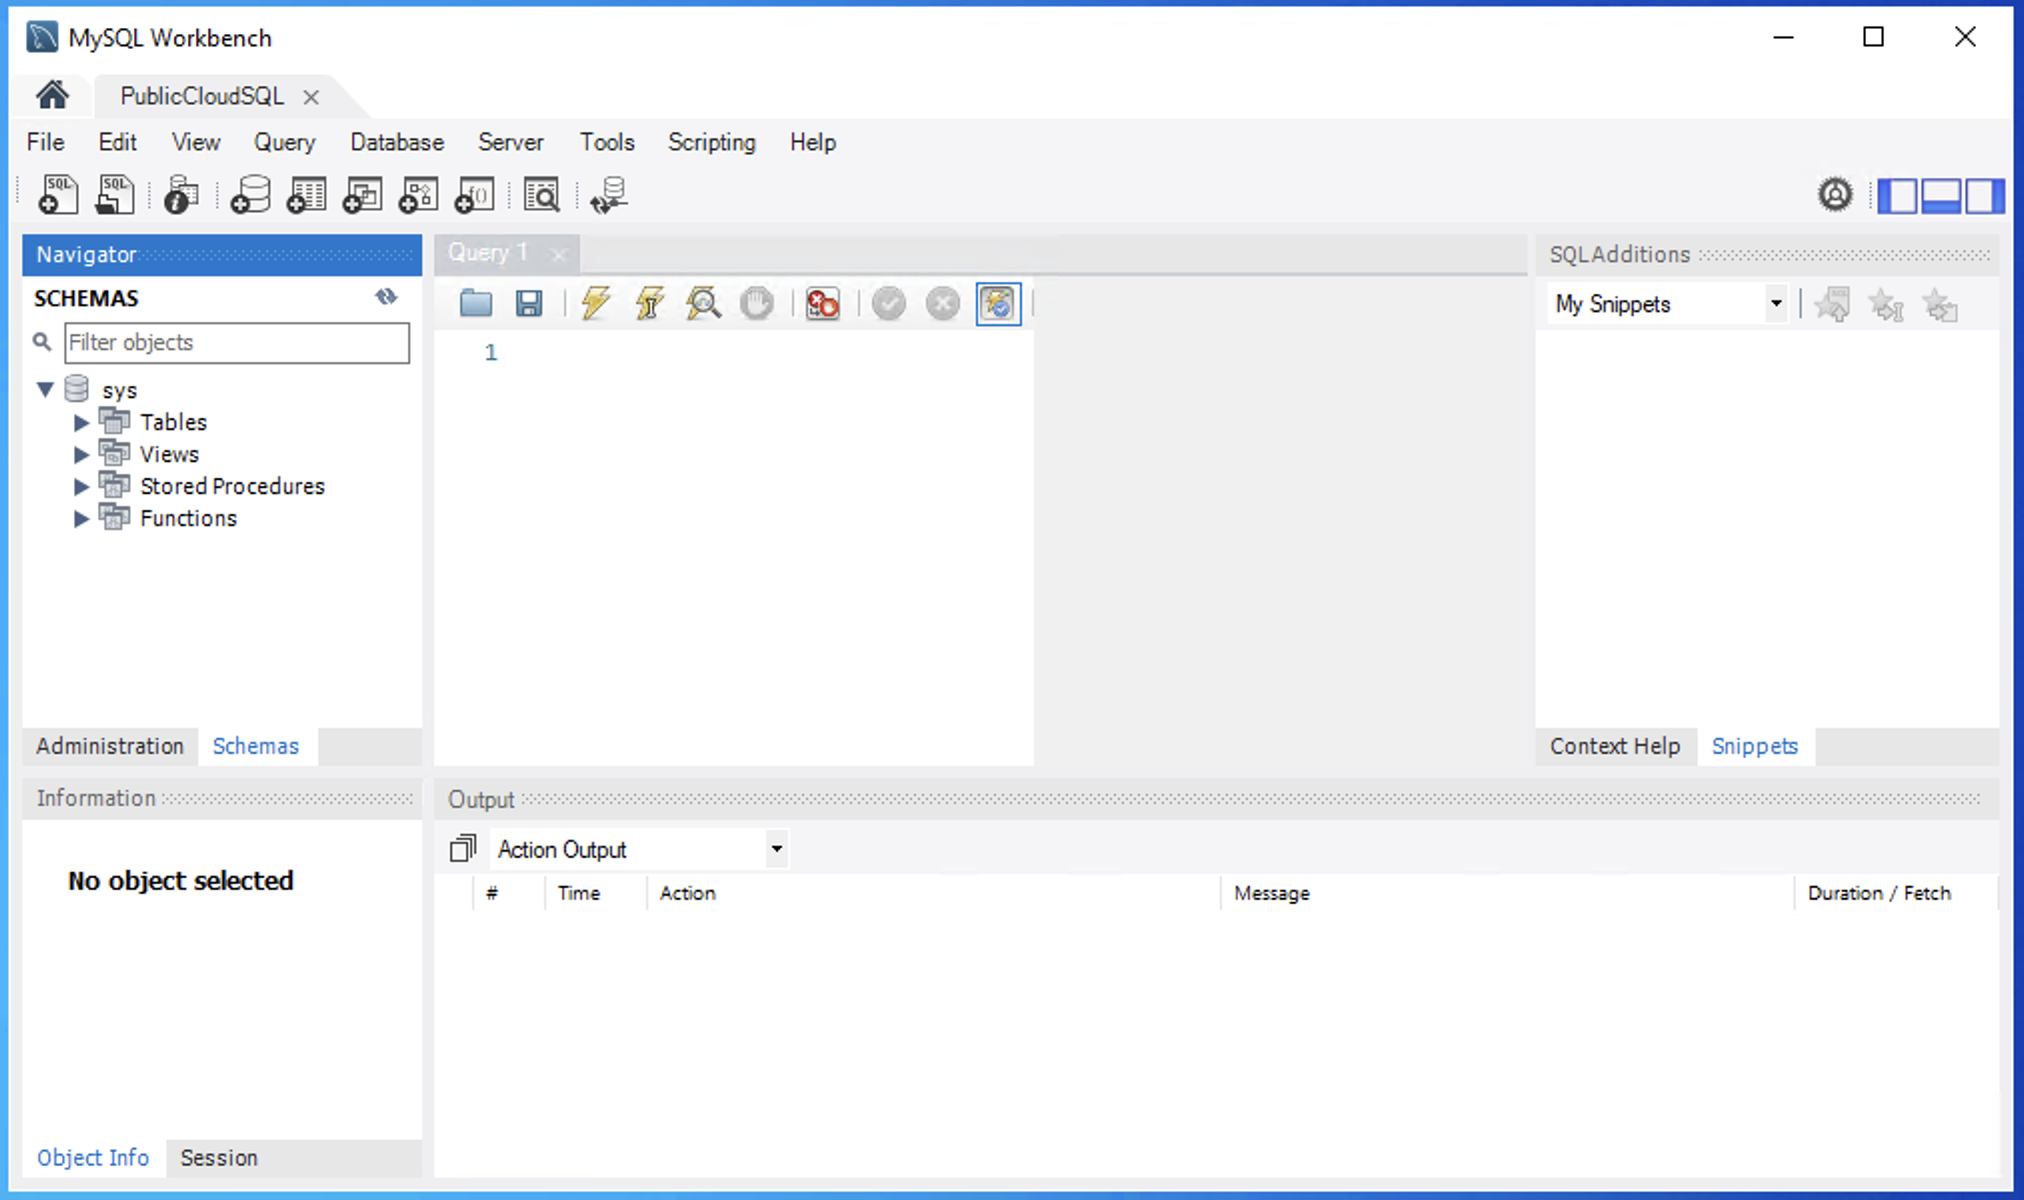 MySQL Workbench
PublicCloudSQL
File Edit View Query Database Server Tools Scripting Help
SQL SQL f()
Navigator
SCHEMAS
Filter objects
sys
Tables
Views
Stored Procedures
Functions
Administration Schemas
Query 1
1
SQLAdditions
My Snippets
Context Help Snippets
Information
No object selected
Object Info Session
Output
Action Output
# Time Action Message Duration / Fetch